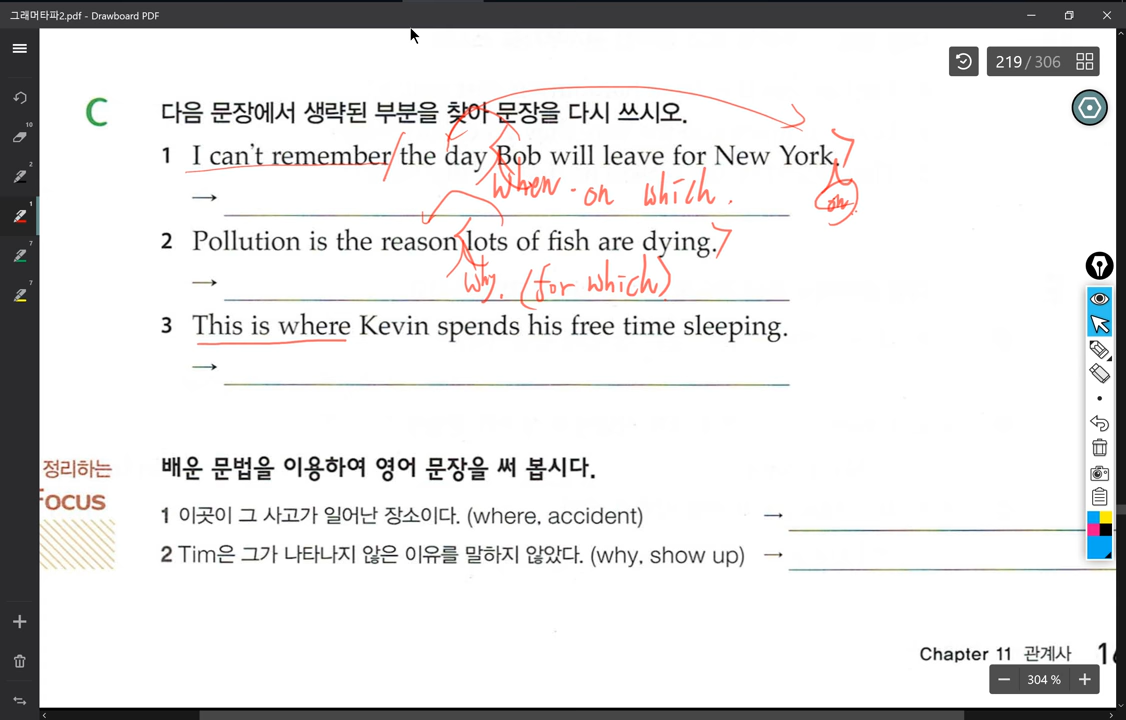 그래머타파2.pdf - Drawboard PDF
219 / 306
10
2
1
7
7
C 다음 문장에서 생략된 부분을 찾아 문장을 다시 쓰시오.
1 I can't remember the day Bob will leave for New York.
when - on which.
on
→
2 Pollution is the reason lots of fish are dying.
why. (for which)
→
3 This is where Kevin spends his free time sleeping.
→
정리하는
Focus
배운 문법을 이용하여 영어 문장을 써 봅시다.
1 이곳이 그 사고가 일어난 장소이다. (where, accident) →
2 Tim은 그가 나타나지 않은 이유를 말하지 않았다. (why, show up) →
Chapter 11 관계사
304 %